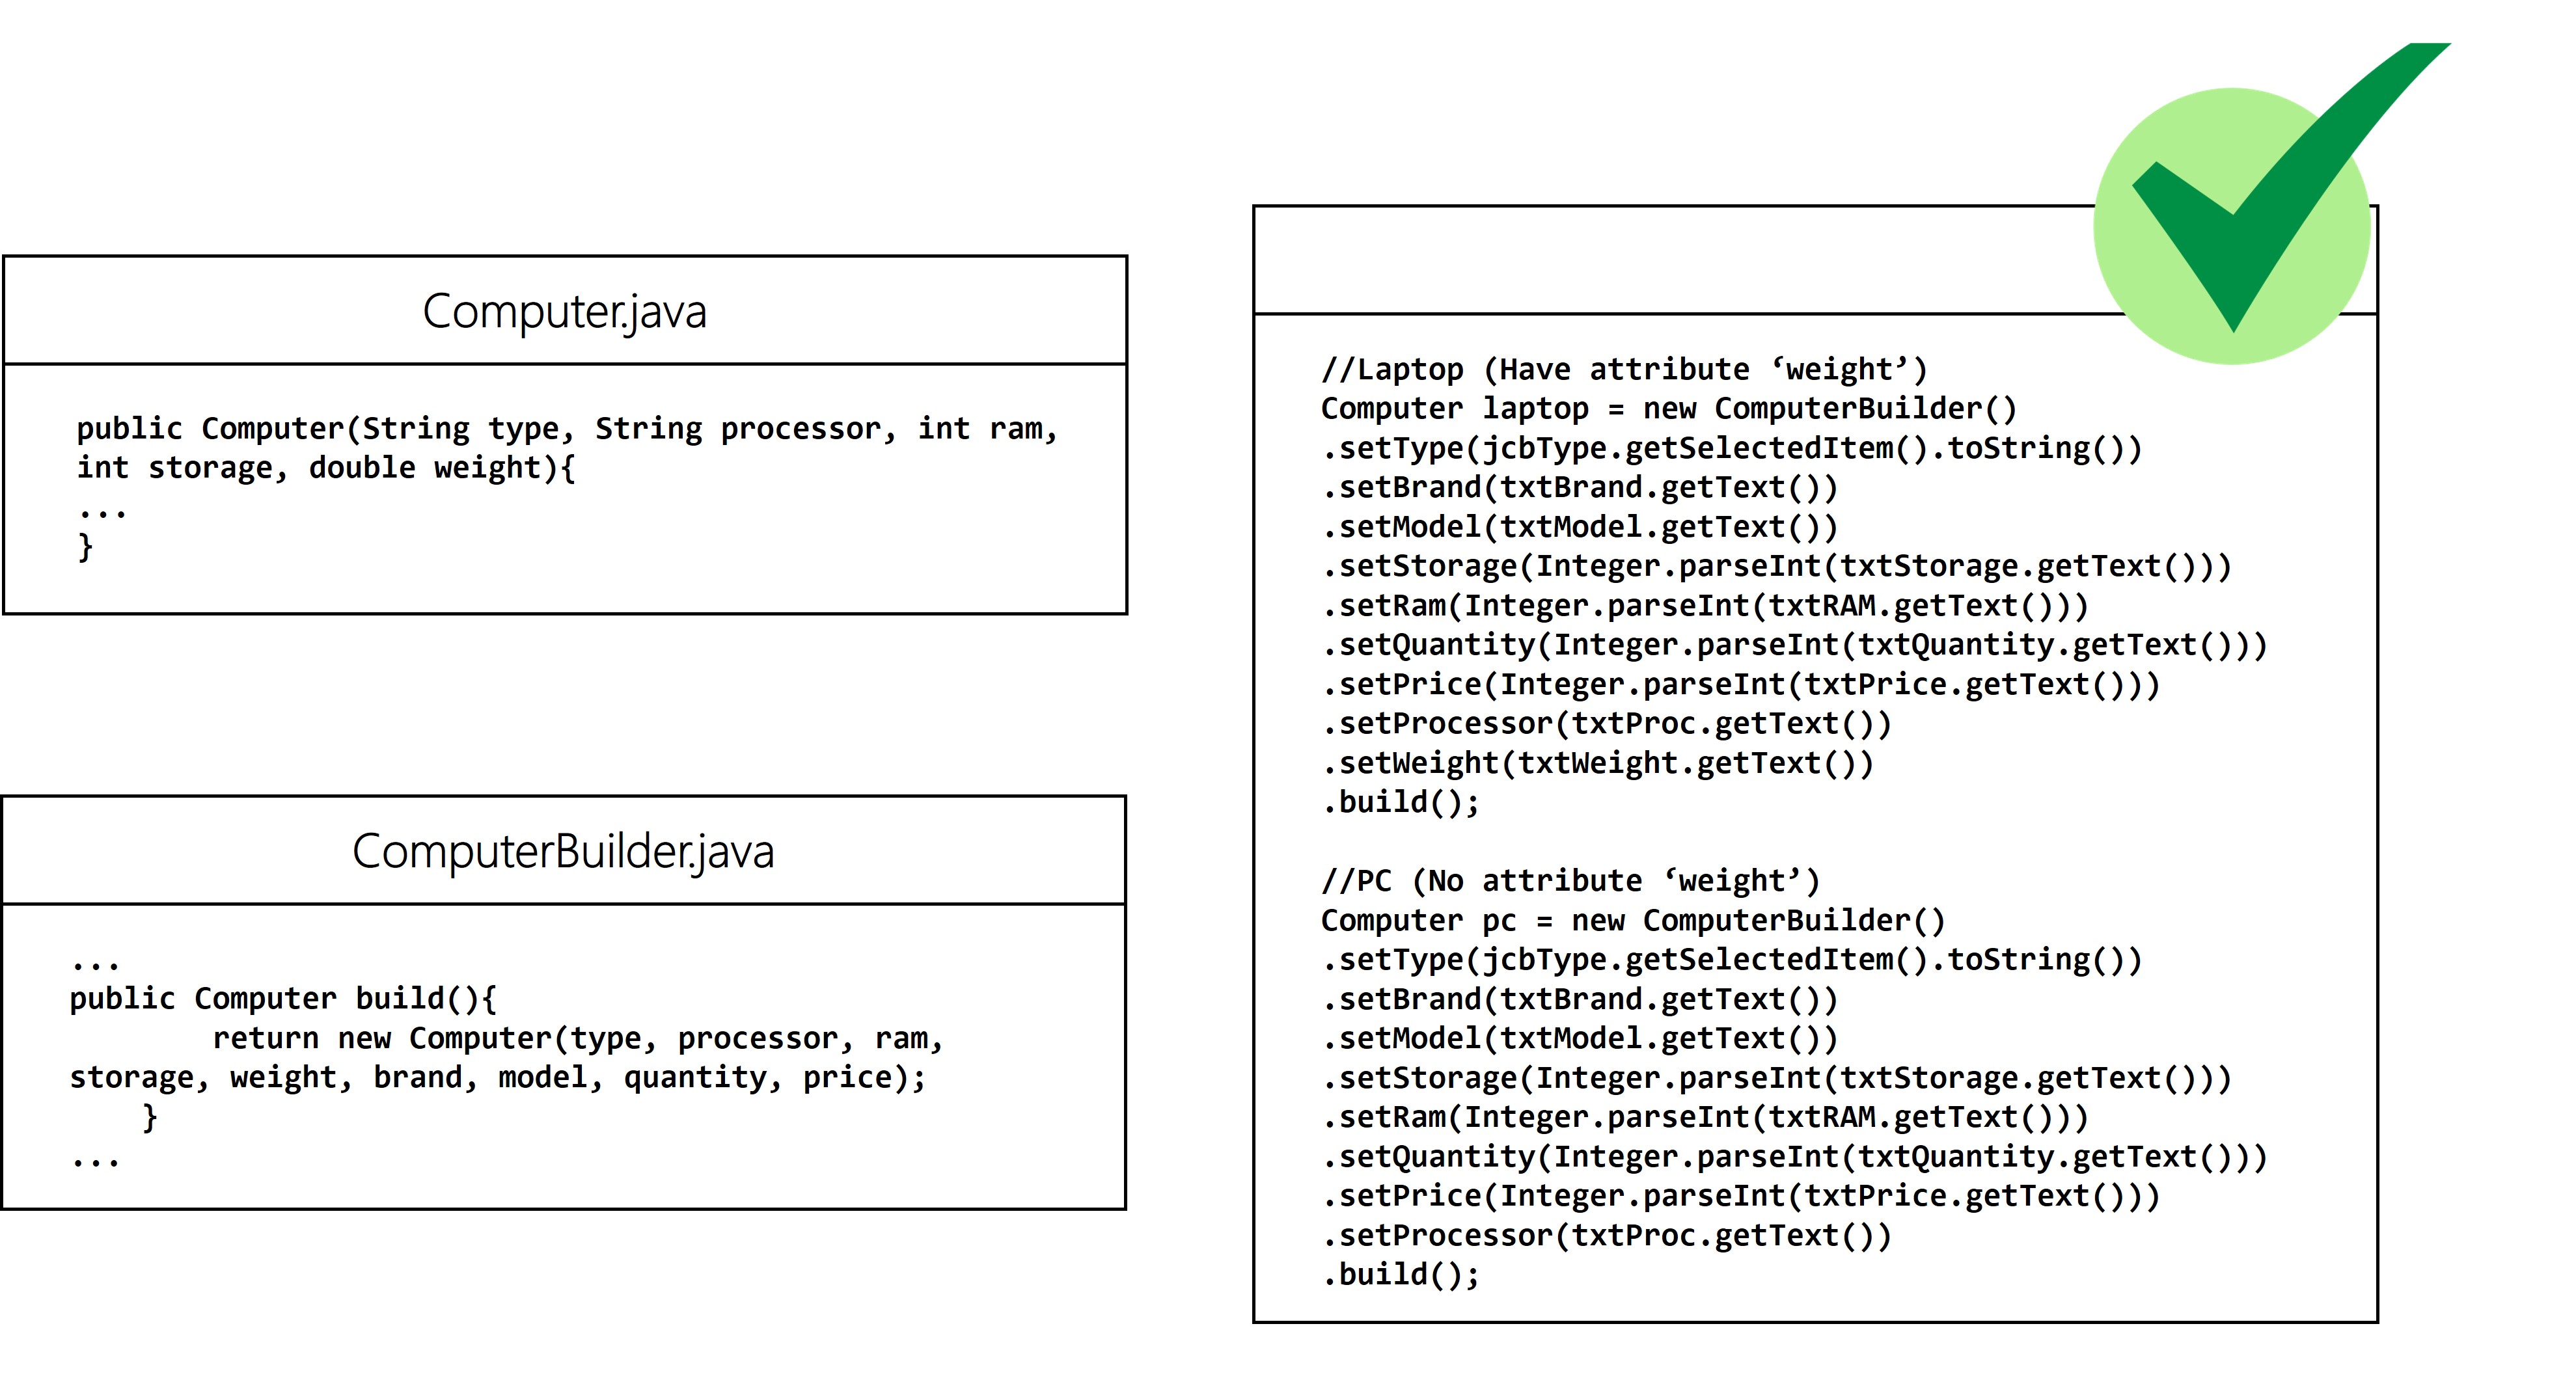 Computer.java
public Computer(String type, String processor, int ram,
int storage, double weight){
...
}
ComputerBuilder.java
...
public Computer build(){
return new Computer(type, processor, ram,
storage, weight, brand, model, quantity, price);
}
...
//Laptop (Have attribute ‘weight’)
Computer laptop = new ComputerBuilder()
.setType(jcbType.getSelectedItem().toString())
.setBrand(txtBrand.getText())
.setModel(txtModel.getText())
.setStorage(Integer.parseInt(txtStorage.getText()))
.setRam(Integer.parseInt(txtRAM.getText()))
.setQuantity(Integer.parseInt(txtQuantity.getText()))
.setPrice(Integer.parseInt(txtPrice.getText()))
.setProcessor(txtProc.getText())
.setWeight(txtWeight.getText())
.build();
//PC (No attribute ‘weight’)
Computer pc = new ComputerBuilder()
.setType(jcbType.getSelectedItem().toString())
.setBrand(txtBrand.getText())
.setModel(txtModel.getText())
.setStorage(Integer.parseInt(txtStorage.getText()))
.setRam(Integer.parseInt(txtRAM.getText()))
.setQuantity(Integer.parseInt(txtQuantity.getText()))
.setPrice(Integer.parseInt(txtPrice.getText()))
.setProcessor(txtProc.getText())
.build();